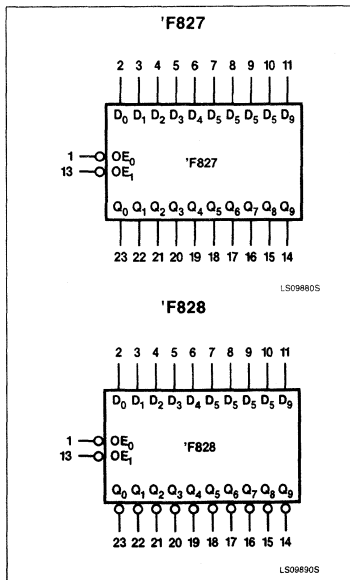 'F827
2 3 4 5 6 7 8 9 10 11
D0 D1 D2 D3 D4 D5 D5 D5 D5 D9
1 OE0
'F827
13 OE1
Q0 Q1 Q2 Q3 Q4 Q5 Q6 Q7 Q8 Q9
23 22 21 20 19 18 17 16 15 14
LS09880S
'F828
2 3 4 5 6 7 8 9 10 11
D0 D1 D2 D3 D4 D5 D5 D5 D5 D9
1 OE0
'F828
13 OE1
Q0 Q1 Q2 Q3 Q4 Q5 Q6 Q7 Q8 Q9
23 22 21 20 19 18 17 16 15 14
LS09890S